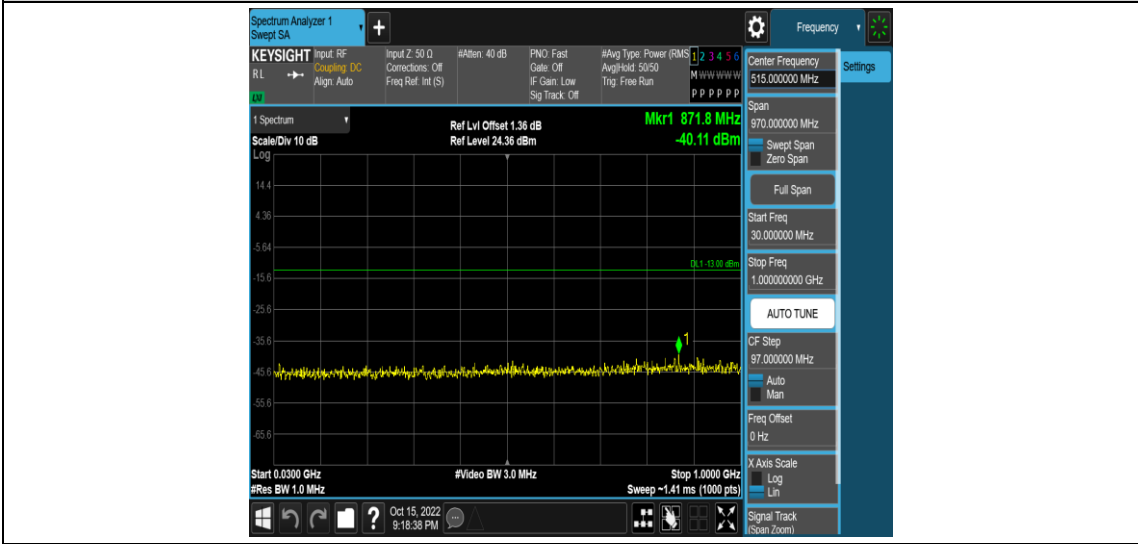 Spectrum Analyzer 1
Swept SA
+
Frequency
KEYSIGHT
RL
Input: RF
Coupling: DC
Align: Auto
Input Z: 50 Ω
Corrections: Off
Freq Ref: Int (S)
#Atten: 40 dB
PNO: Fast
Gate: Off
IF Gain: Low
Sig Track: Off
#Avg Type: Power (RMS
Avg|Hold: 50/50
Trig: Free Run
1 2 3 4 5 6
M W W W W W
P P P P P P
1 Spectrum
Scale/Div 10 dB
Log
Ref Lvl Offset 1.36 dB
Ref Level 24.36 dBm
Mkr1 871.8 MHz
-40.11 dBm
14.4
4.36
-5.64
-15.6
-25.6
-35.6
-45.6
-55.6
-65.6
DL1 -13.00 dBm
1
Start 0.0300 GHz
#Res BW 1.0 MHz
#Video BW 3.0 MHz
Stop 1.0000 GHz
Sweep ~1.41 ms (1000 pts)
Center Frequency
515.000000 MHz
Settings
Span
970.000000 MHz
Swept Span
Zero Span
Full Span
Start Freq
30.000000 MHz
Stop Freq
1.000000000 GHz
AUTO TUNE
CF Step
97.000000 MHz
Auto
Man
Freq Offset
0 Hz
X Axis Scale
Log
Lin
Signal Track
(Span Zoom)
?
Oct 15, 2022
9:18:38 PM